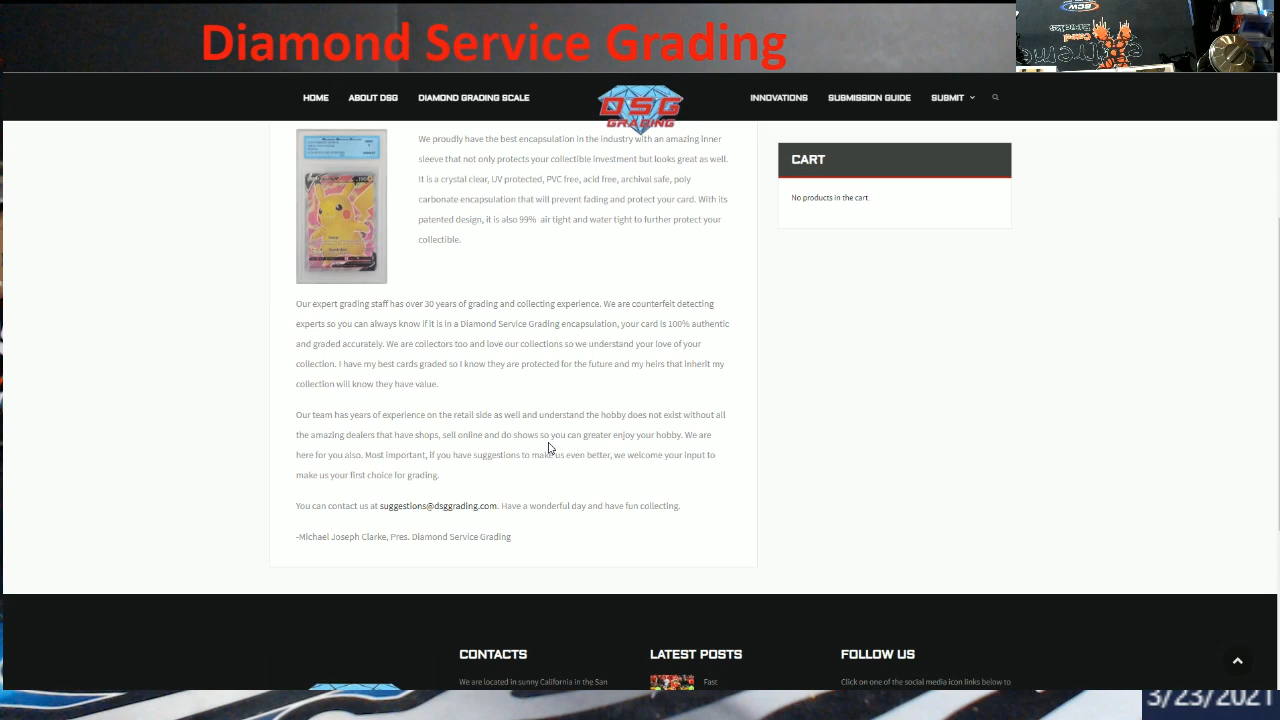 Diamond Service Grading
HOME ABOUT DSG DIAMOND GRADING SCALE
DSG
GRADING
INNOVATIONS SUBMISSION GUIDE SUBMIT
We proudly have the best encapsulation in the industry with an amazing inner
sleeve that not only protects your collectible investment but looks great as well.
It is a crystal clear, UV protected, PVC free, acid free, archival safe, poly
carbonate encapsulation that will prevent fading and protect your card. With its
patented design, it is also 99% air tight and water tight to further protect your
collectible.
CART
No products in the cart.
Our expert grading staff has over 30 years of grading and collecting experience. We are counterfeit detecting
experts so you can always know if it is in a Diamond Service Grading encapsulation, your card is 100% authentic
and graded accurately. We are collectors too and love our collections so we understand your love of your
collection. I have my best cards graded so I know they are protected for the future and my heirs that inherit my
collection will know they have value.
Our team has years of experience on the retail side as well and understand the hobby does not exist without all
the amazing dealers that have shops, sell online and do shows so you can greater enjoy your hobby. We are
here for you also. Most important, if you have suggestions to make us even better, we welcome your input to
make us your first choice for grading.
You can contact us at suggestions@dsggrading.com. Have a wonderful day and have fun collecting.
-Michael Joseph Clarke, Pres. Diamond Service Grading
CONTACTS
We are located in sunny California in the San
LATEST POSTS
Fast
FOLLOW US
Click on one of the social media icon links below to
3/23/2021